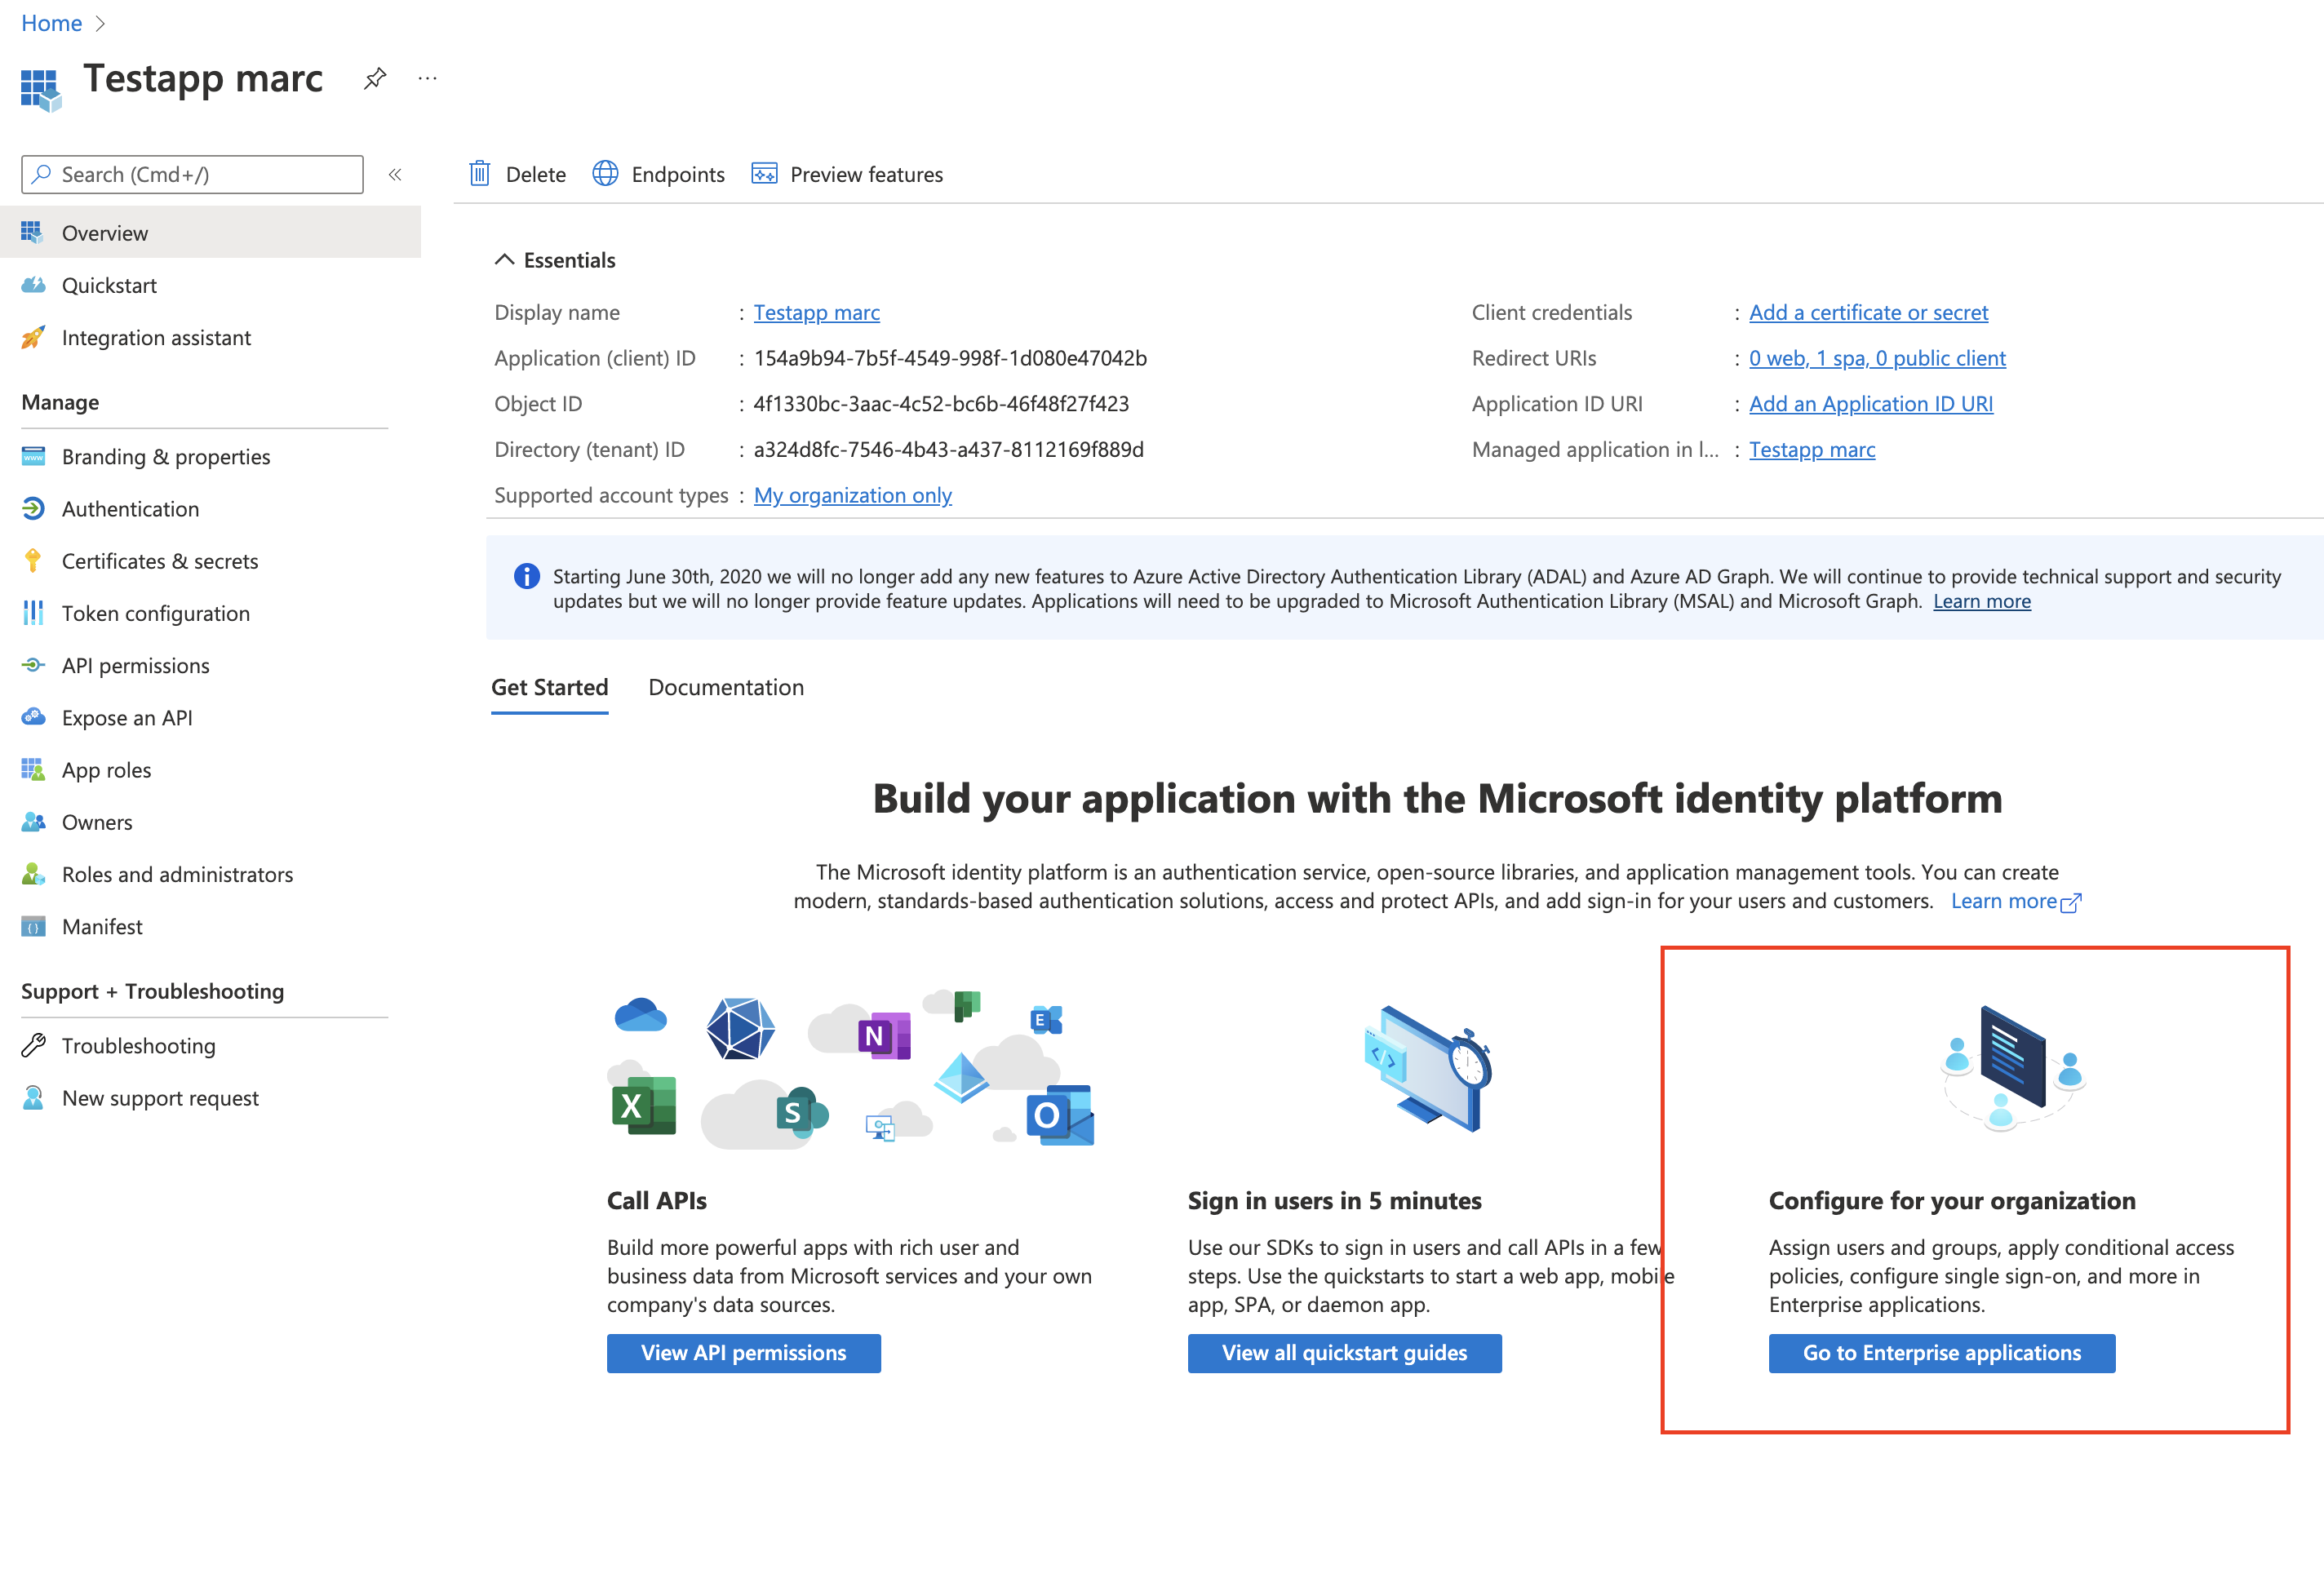 Home
Testapp marc
...
Search (Cmd+/)
«
Delete
Endpoints
Preview features
Overview
Quickstart
Integration assistant
Manage
Branding & properties
Authentication
Certificates & secrets
Token configuration
API permissions
Expose an API
App roles
Owners
Roles and administrators
Manifest
Support + Troubleshooting
Troubleshooting
New support request
Essentials
Display name : Testapp marc
Application (client) ID : 154a9b94-7b5f-4549-998f-1d080e47042b
Object ID : 4f1330bc-3aac-4c52-bc6b-46f48f27f423
Directory (tenant) ID : a324d8fc-7546-4b43-a437-8112169f889d
Supported account types : My organization only
Client credentials : Add a certificate or secret
Redirect URIs : 0 web, 1 spa, 0 public client
Application ID URI : Add an Application ID URI
Managed application in l... : Testapp marc
Starting June 30th, 2020 we will no longer add any new features to Azure Active Directory Authentication Library (ADAL) and Azure AD Graph. We will continue to provide technical support and security
updates but we will no longer provide feature updates. Applications will need to be upgraded to Microsoft Authentication Library (MSAL) and Microsoft Graph. Learn more
Get Started
Documentation
Build your application with the Microsoft identity platform
The Microsoft identity platform is an authentication service, open-source libraries, and application management tools. You can create
modern, standards-based authentication solutions, access and protect APIs, and add sign-in for your users and customers. Learn more
N
E
X
S
O
Call APIs
Build more powerful apps with rich user and
business data from Microsoft services and your own
company's data sources.
View API permissions
Sign in users in 5 minutes
Use our SDKs to sign in users and call APIs in a few
steps. Use the quickstarts to start a web app, mobile
app, SPA, or daemon app.
View all quickstart guides
Configure for your organization
Assign users and groups, apply conditional access
policies, configure single sign-on, and more in
Enterprise applications.
Go to Enterprise applications